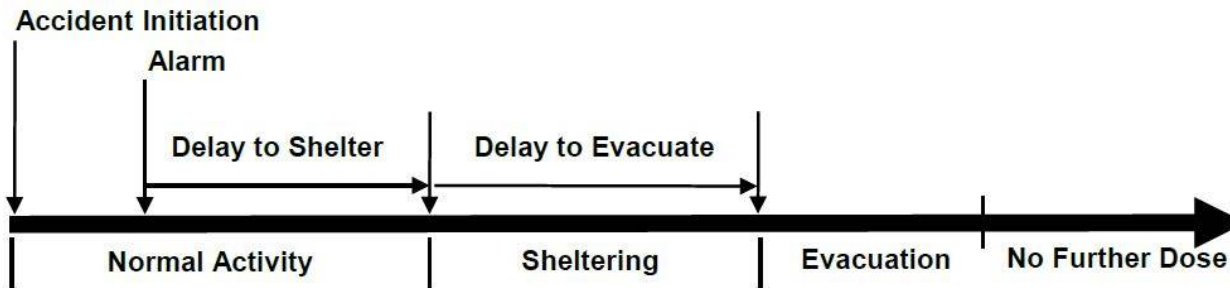 Accident Initiation
Alarm
Delay to Shelter
Delay to Evacuate
Normal Activity
Sheltering
Evacuation
No Further Dose